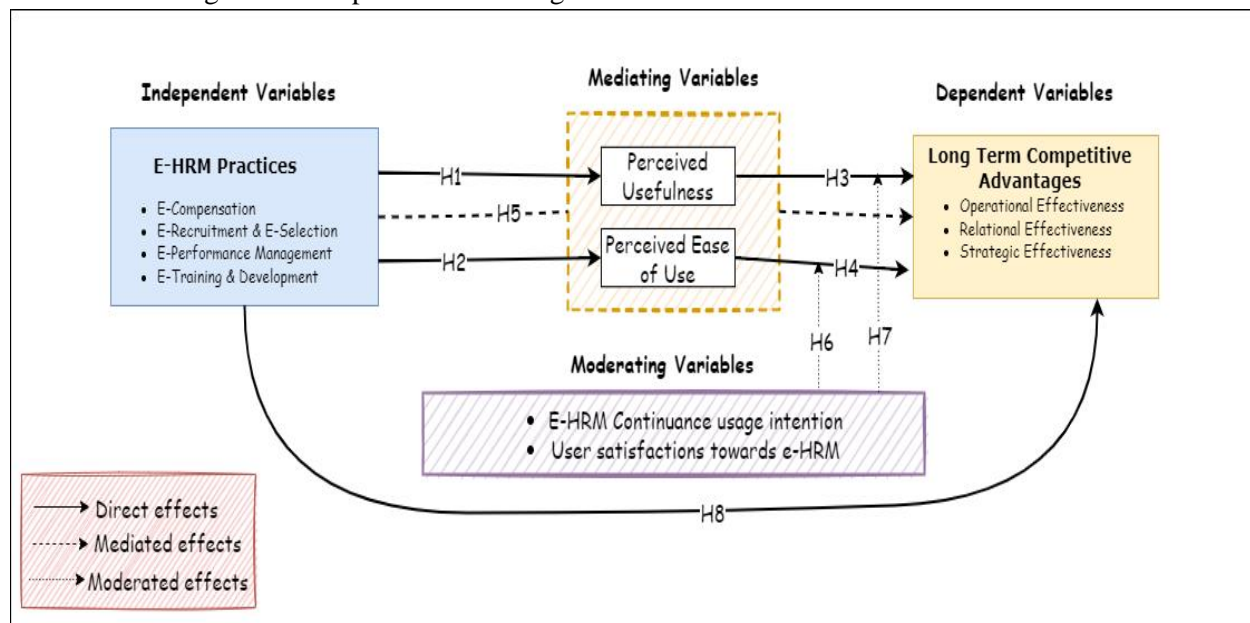 Independent Variables
Mediating Variables
Dependent Variables
E-HRM Practices
• E-Compensation
• E-Recruitment & E-Selection
• E-Performance Management
• E-Training & Development
H1
H5
H2
Perceived
Usefulness
Perceived Ease
of Use
H3
H4
H6
H7
Long Term Competitive
Advantages
• Operational Effectiveness
• Relational Effectiveness
• Strategic Effectiveness
Moderating Variables
• E-HRM Continuance usage intention
• User satisfactions towards e-HRM
H8
Direct effects
Mediated effects
Moderated effects